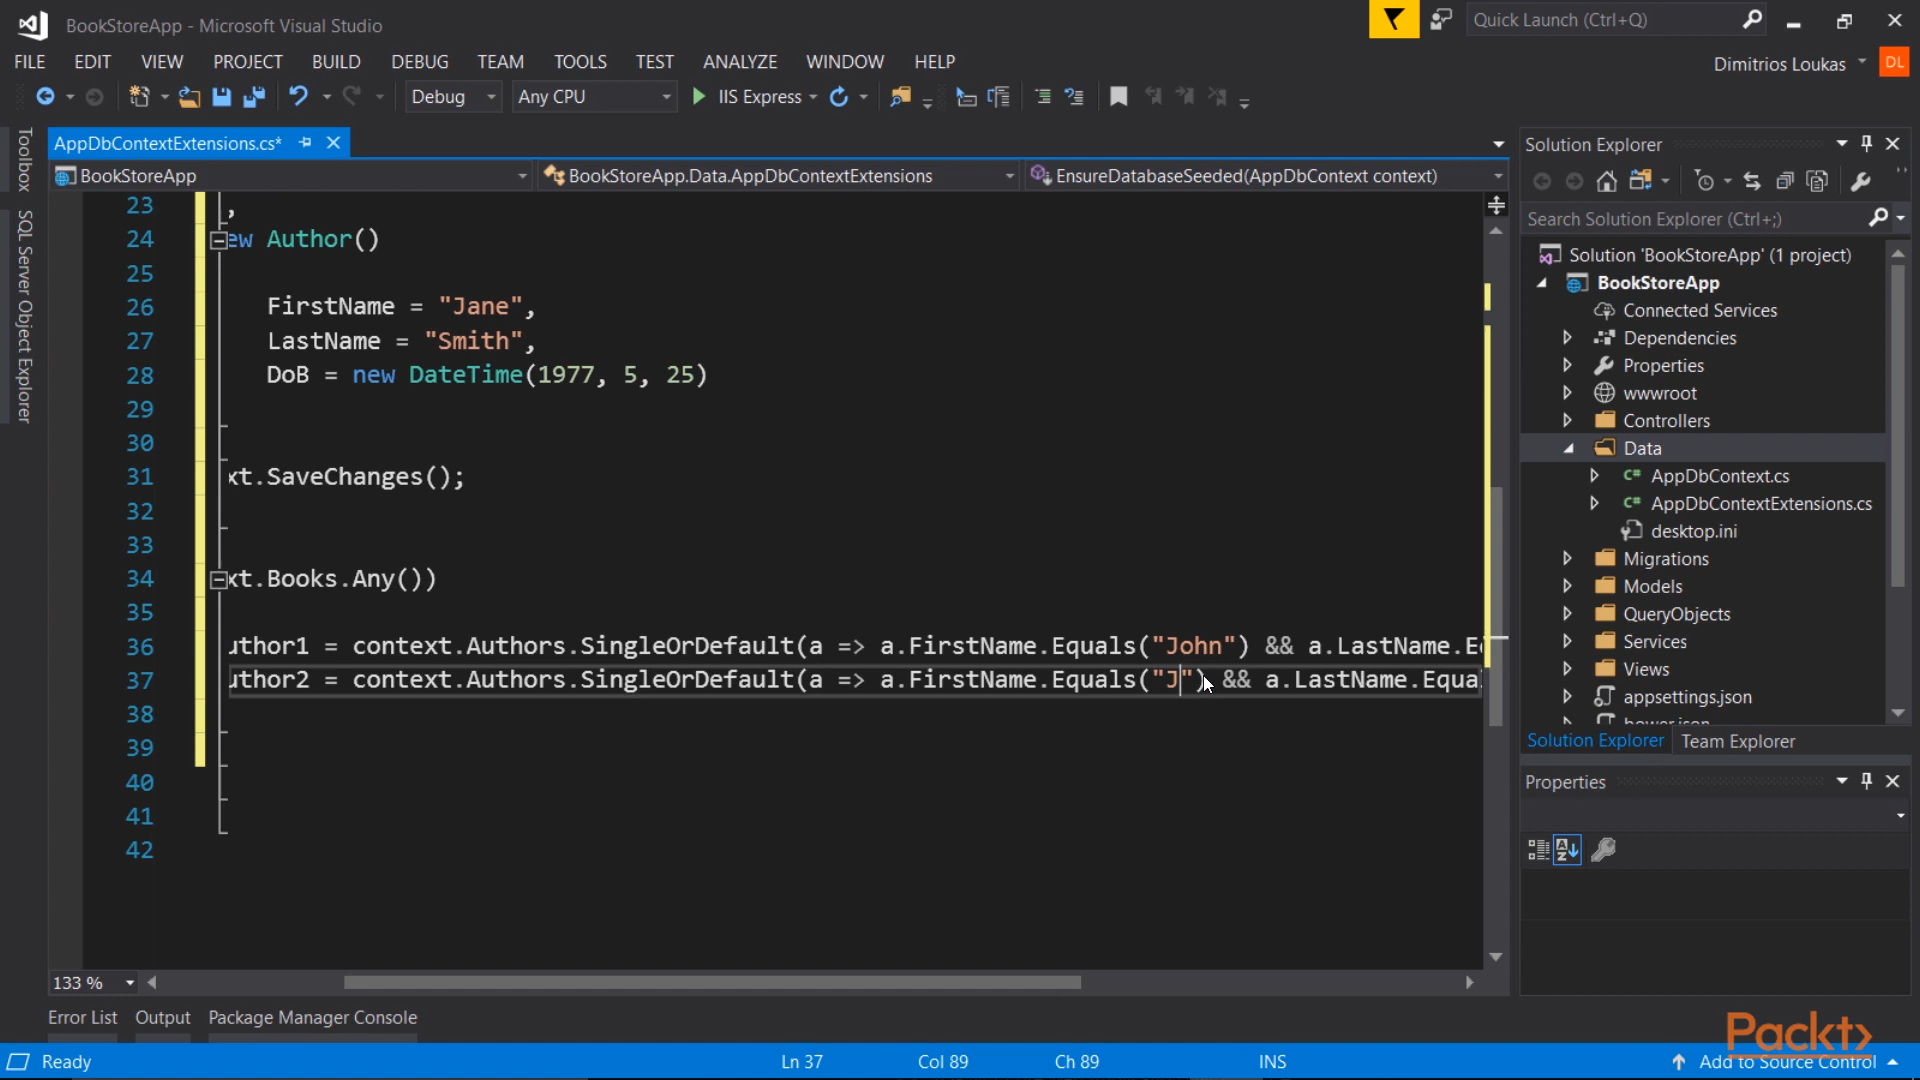 BookStoreApp - Microsoft Visual Studio
Quick Launch (Ctrl+Q)
FILE EDIT VIEW PROJECT BUILD DEBUG TEAM TOOLS TEST ANALYZE WINDOW HELP
Dimitrios Loukas DL
Debug Any CPU IIS Express
Toolbox
SQL Server Object Explorer
AppDbContextExtensions.cs*
BookStoreApp BookStoreApp.Data.AppDbContextExtensions EnsureDatabaseSeeded(AppDbContext context)
23 ,
24 ew Author()
25
26 FirstName = "Jane",
27 LastName = "Smith",
28 DoB = new DateTime(1977, 5, 25)
29
30
31 xt.SaveChanges();
32
33
34 xt.Books.Any())
35
36 uthor1 = context.Authors.SingleOrDefault(a => a.FirstName.Equals("John") && a.LastName.E
37 uthor2 = context.Authors.SingleOrDefault(a => a.FirstName.Equals("J") && a.LastName.Equa
38
39
40
41
42
133 %
Solution Explorer
Search Solution Explorer (Ctrl+;)
Solution 'BookStoreApp' (1 project)
BookStoreApp
Connected Services
Dependencies
Properties
wwwroot
Controllers
Data
C# AppDbContext.cs
C# AppDbContextExtensions.cs
desktop.ini
Migrations
Models
QueryObjects
Services
Views
appsettings.json
bower.json
Solution Explorer Team Explorer
Properties
Error List Output Package Manager Console
Packt
Ready Ln 37 Col 89 Ch 89 INS Add to Source Control